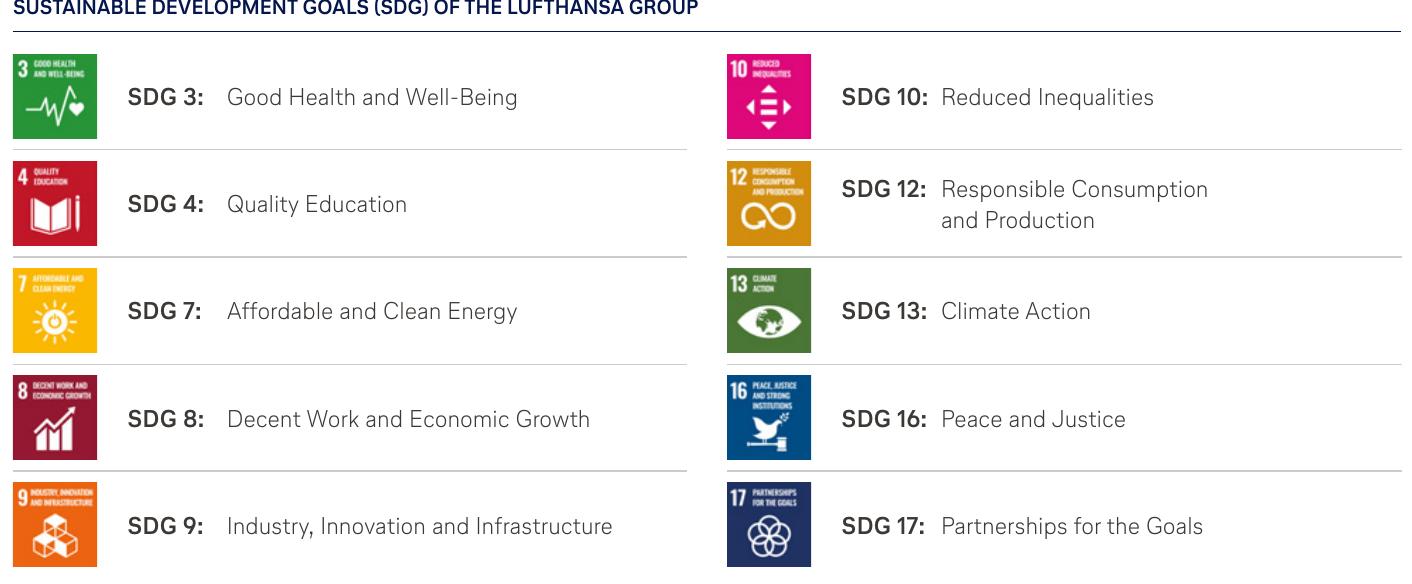 SUSTAINABLE DEVELOPMENT GOALS (SDG) OF THE LUFTHANSA GROUP
3 GOOD HEALTH
AND WELL-BEING
SDG 3: Good Health and Well-Being
4 QUALITY
EDUCATION
SDG 4: Quality Education
7 AFFORDABLE AND
CLEAN ENERGY
SDG 7: Affordable and Clean Energy
8 DECENT WORK AND
ECONOMIC GROWTH
SDG 8: Decent Work and Economic Growth
9 INDUSTRY, INNOVATION
AND INFRASTRUCTURE
SDG 9: Industry, Innovation and Infrastructure
10 REDUCED
INEQUALITIES
SDG 10: Reduced Inequalities
12 RESPONSIBLE
CONSUMPTION
AND PRODUCTION
SDG 12: Responsible Consumption
and Production
13 CLIMATE
ACTION
SDG 13: Climate Action
16 PEACE, JUSTICE
AND STRONG
INSTITUTIONS
SDG 16: Peace and Justice
17 PARTNERSHIPS
FOR THE GOALS
SDG 17: Partnerships for the Goals